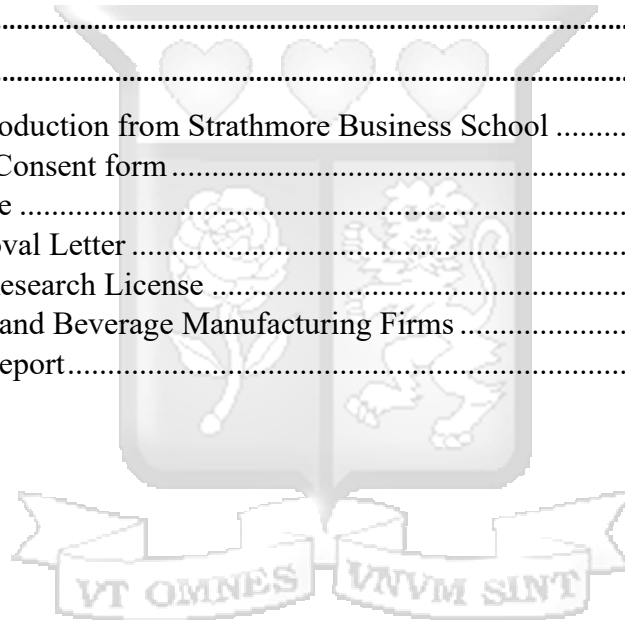 ................................................................................
................................................................................
oduction from Strathmore Business School .........
Consent form ..........................................................
e .............................................................................
oval Letter ...............................................................
esearch License ......................................................
and Beverage Manufacturing Firms .....................
eport.......................................................................
VT OMNES VNVM SINT